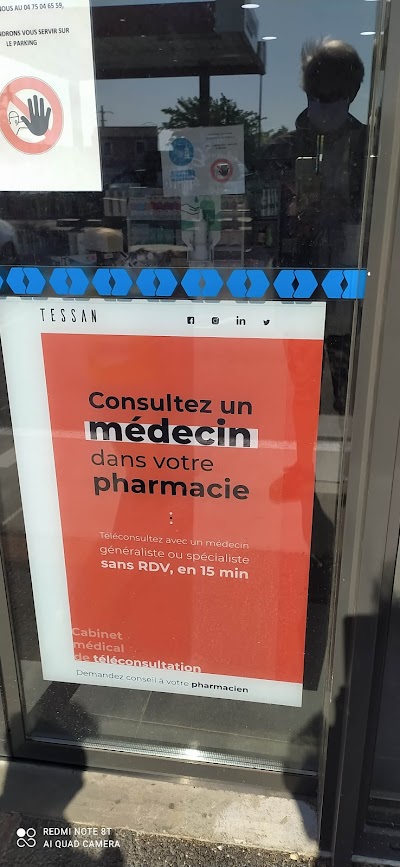 NOUS AU 04 75 04 65 59,
NDRONS VOUS SERVIR SUR
LE PARKING
TESSAN
Consultez un
médecin
dans votre
pharmacie
Téléconsultez avec un médecin
généraliste ou spécialiste
sans RDV, en 15 min
Cabinet
médical
de téléconsultation
Demandez conseil à votre pharmacien
REDMI NOTE 8T
AI QUAD CAMERA